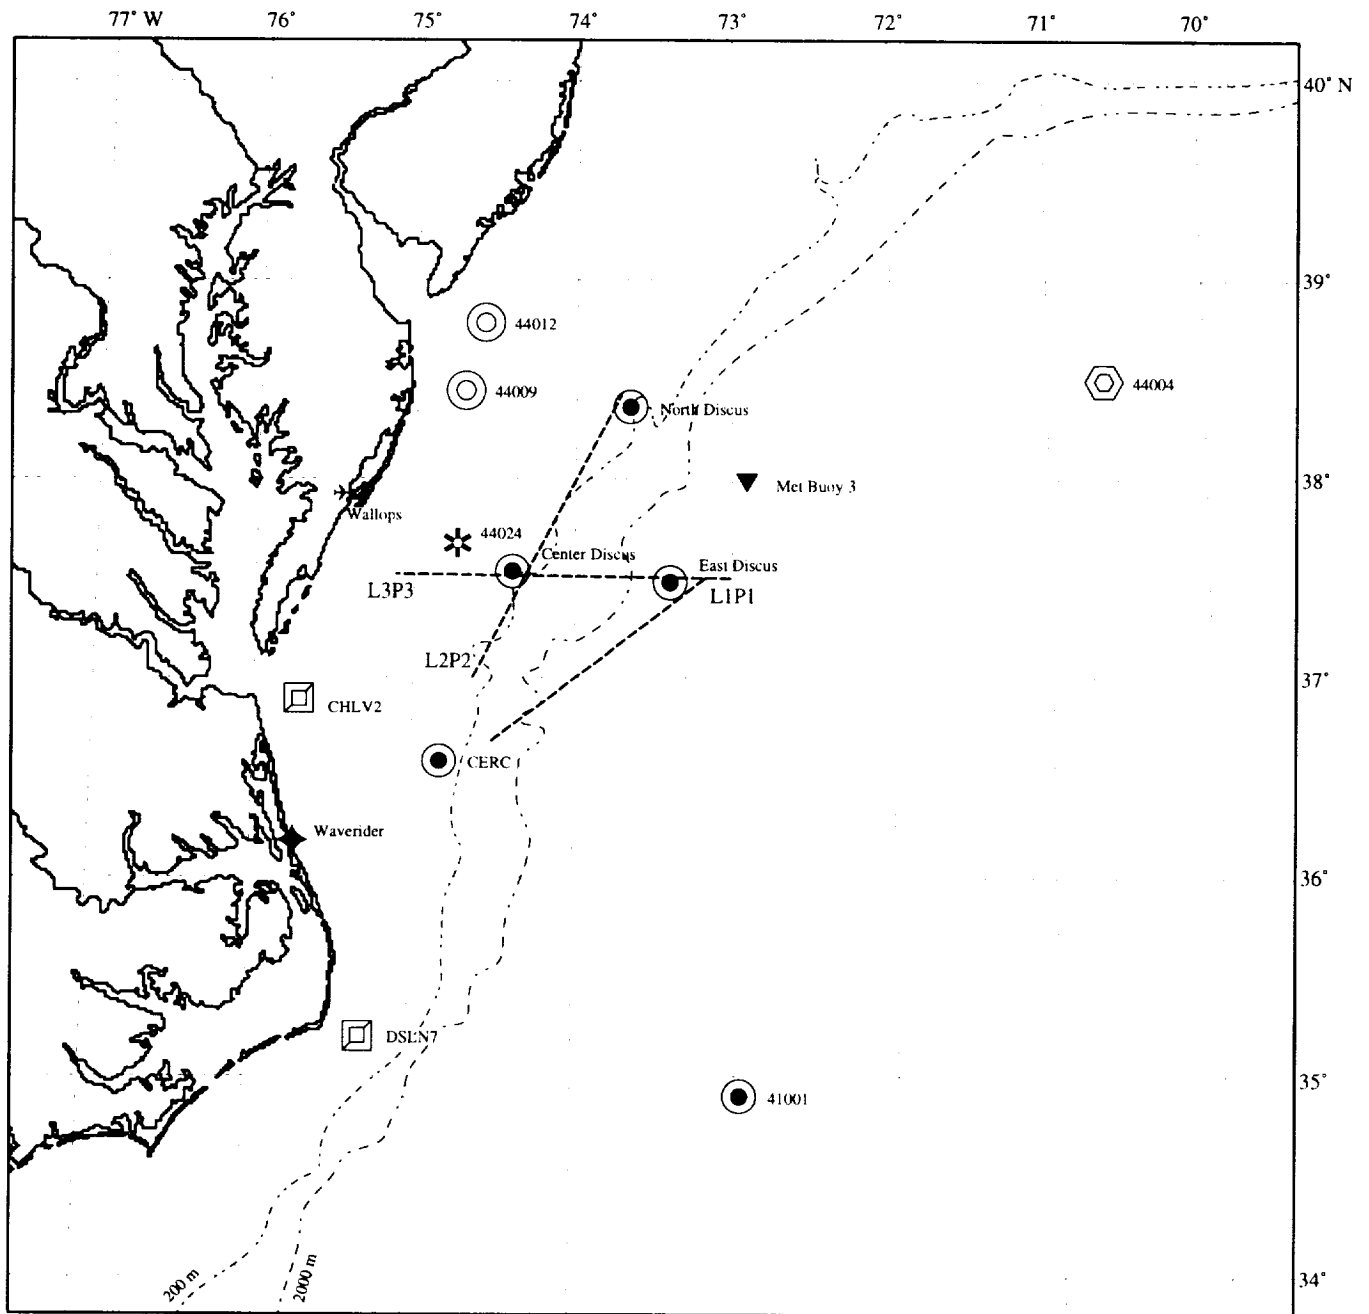 77° W 76° 75° 74° 73° 72° 71° 70°
40° N
39°
44012
44004
44009
North Discus
38°
Met Buoy 3
Wallops
44024
Center Discus
East Discus
L3P3
L1P1
L2P2
37°
CHLV2
CERC
Waverider
36°
DSLN7
35°
41001
200 m
2000 m
34°